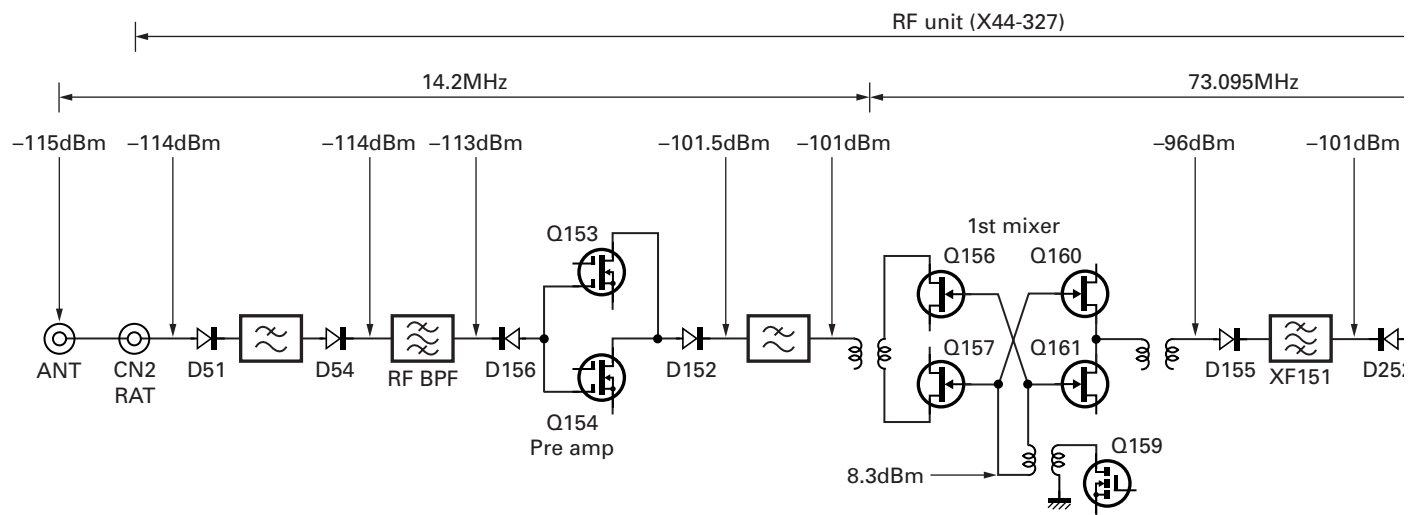 RF unit (X44-327)
14.2MHz
73.095MHz
–115dBm
–114dBm
–114dBm
–113dBm
–101.5dBm
–101dBm
–96dBm
–101dBm
1st mixer
Q153
Q156
Q160
ANT
CN2
RAT
D51
D54
RF BPF
D156
Q154
Pre amp
D152
Q157
Q161
D155
XF151
D252
8.3dBm
Q159